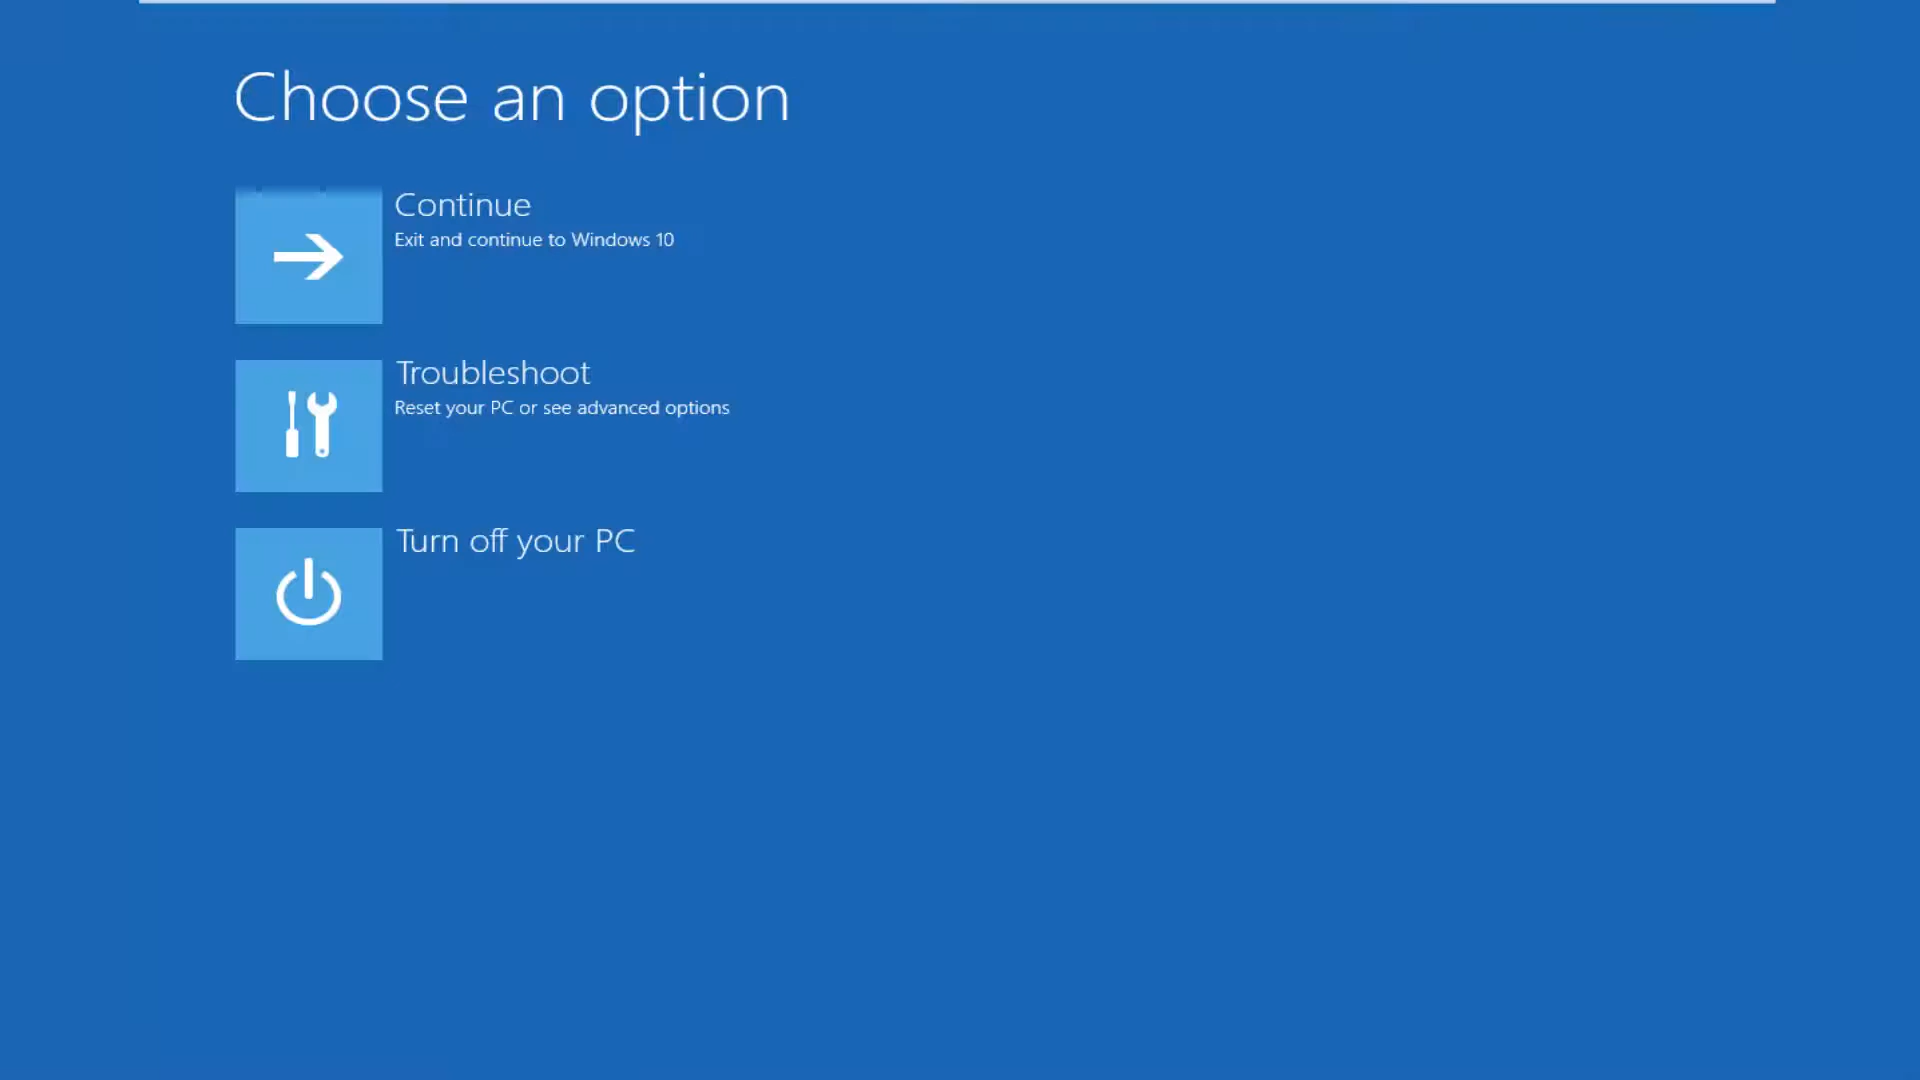 Choose an option
Continue
Exit and continue to Windows 10
Troubleshoot
Reset your PC or see advanced options
Turn off your PC